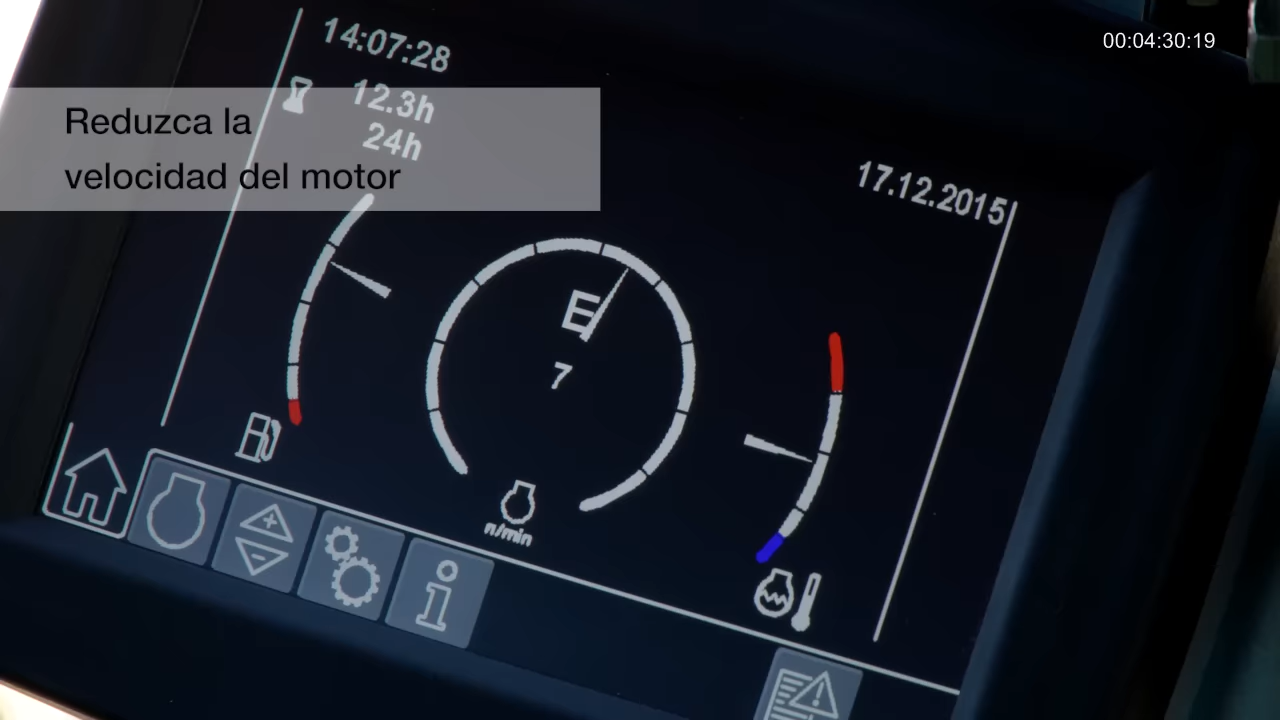 00:04:30:19
14:07:28
12.3h
24h
Reduzca la
velocidad del motor
17.12.2015
E
7
n/min